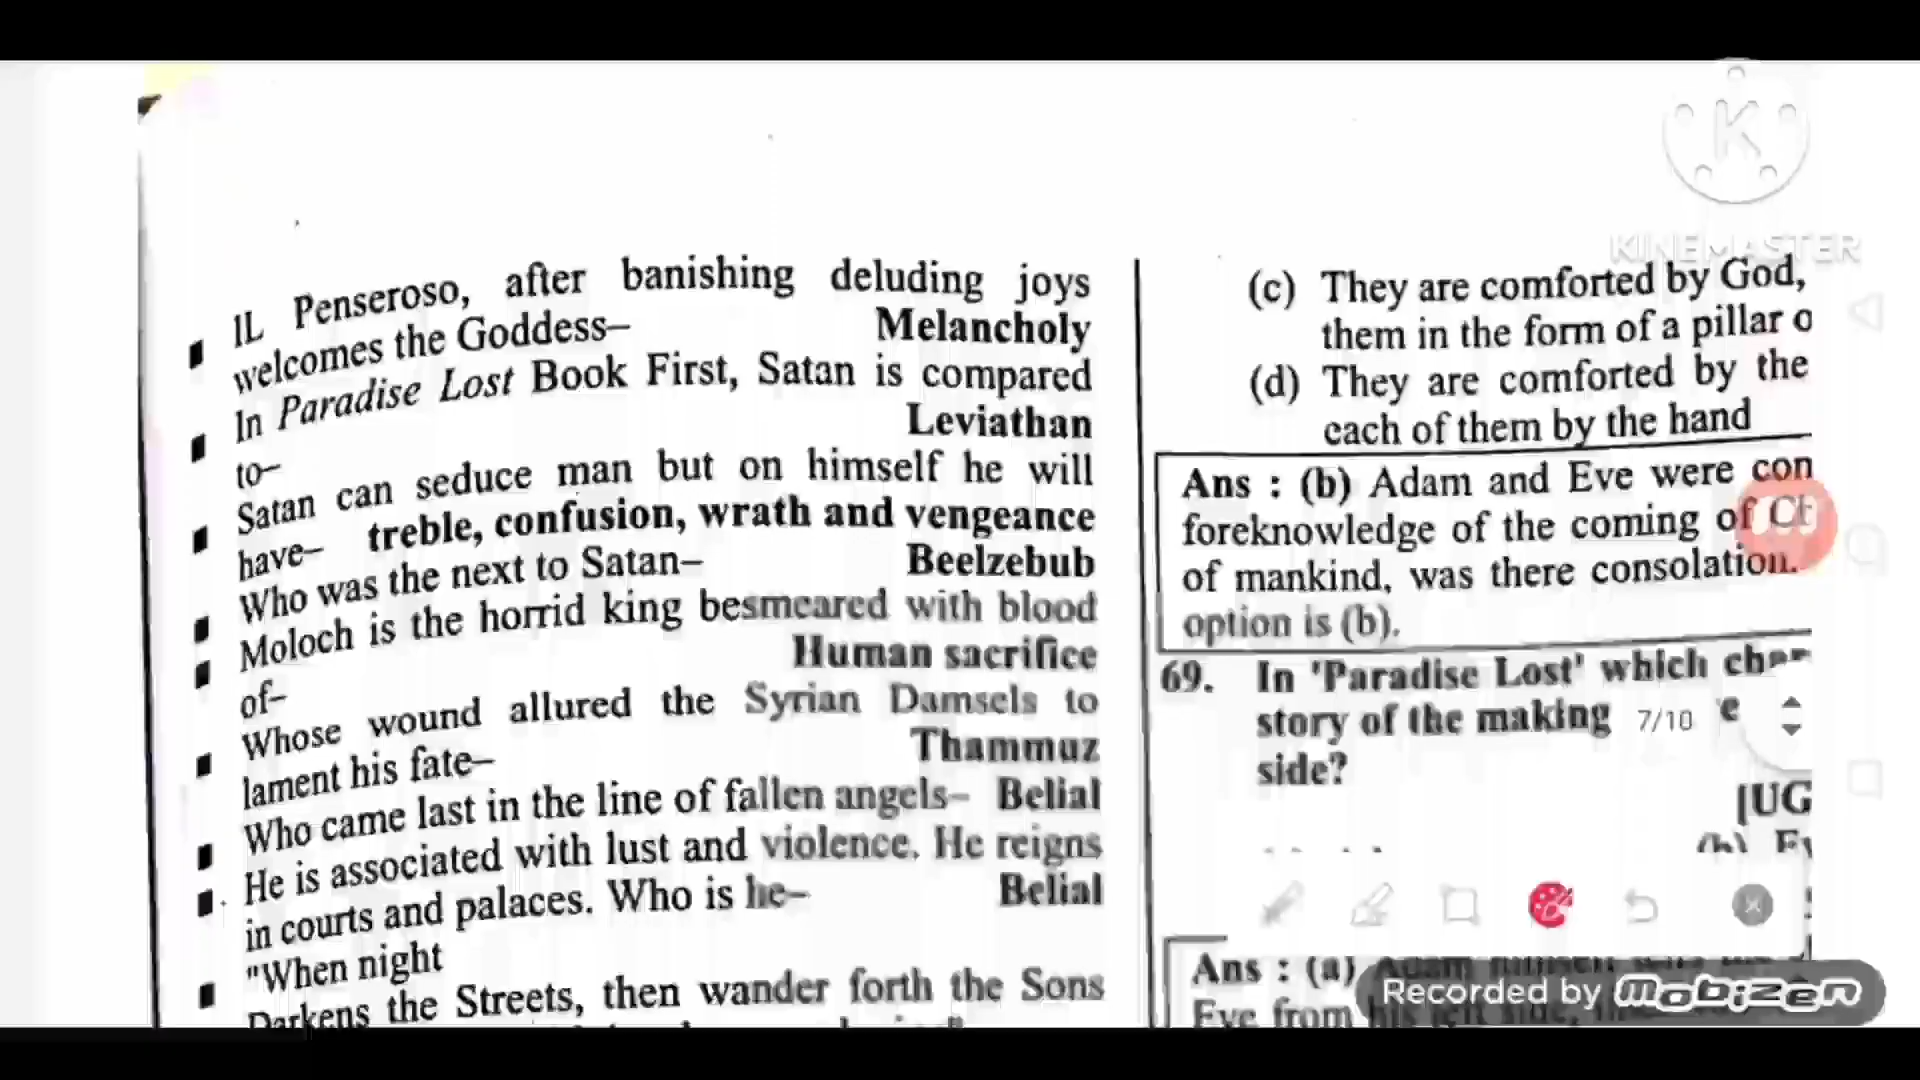 IL Penseroso, after banishing deluding joys
welcomes the Goddess– Melancholy
In Paradise Lost Book First, Satan is compared
to– Leviathan
Satan can seduce man but on himself he will
have– treble, confusion, wrath and vengeance
Who was the next to Satan– Beelzebub
Moloch is the horrid king besmeared with blood
of– Human sacrifice
Whose wound allured the Syrian Damsels to
lament his fate– Thammuz
Who came last in the line of fallen angels– Belial
He is associated with lust and violence. He reigns
in courts and palaces. Who is he– Belial
"When night
Darkens the Streets, then wander forth the Sons
(c) They are comforted by God,
them in the form of a pillar o
(d) They are comforted by the
each of them by the hand
Ans : (b) Adam and Eve were con
foreknowledge of the coming of
of mankind, was there consolation.
option is (b).
69. In 'Paradise Lost' which
story of the making
side?
[UG
Ans : (a) Adam
Eve from his left side,
7/10
KINEMASTER
Recorded by mobizen